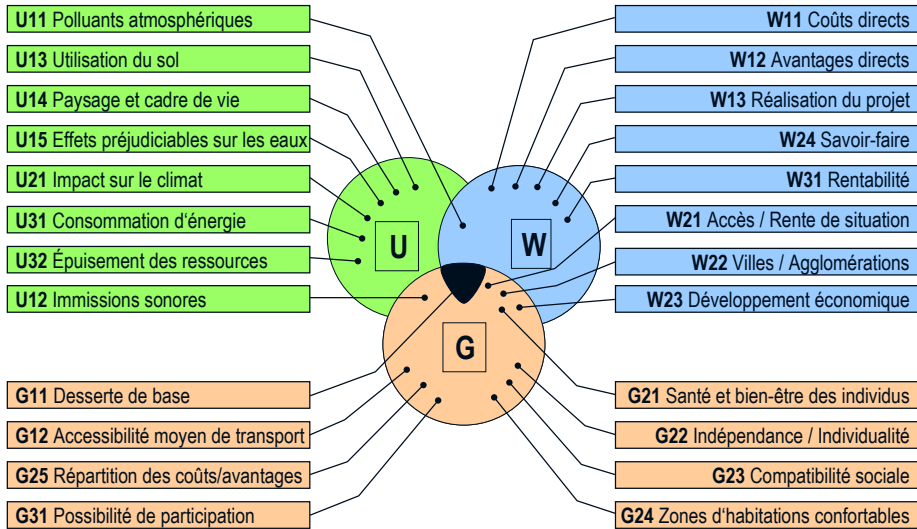 U11 Polluants atmosphériques
U13 Utilisation du sol
U14 Paysage et cadre de vie
U15 Effets préjudiciables sur les eaux
U21 Impact sur le climat
U31 Consommation d'énergie
U32 Épuisement des ressources
U12 Immissions sonores
W11 Coûts directs
W12 Avantages directs
W13 Réalisation du projet
W24 Savoir-faire
W31 Rentabilité
W21 Accès / Rente de situation
W22 Villes / Agglomérations
W23 Développement économique
U
W
G
G11 Desserte de base
G12 Accessibilité moyen de transport
G25 Répartition des coûts/avantages
G31 Possibilité de participation
G21 Santé et bien-être des individus
G22 Indépendance / Individualité
G23 Compatibilité sociale
G24 Zones d'habitations confortables